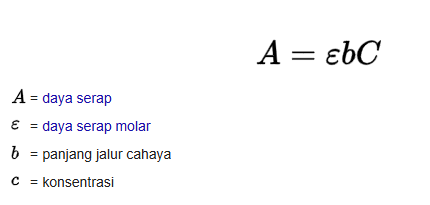 A = εbC
A = daya serap
ε = daya serap molar
b = panjang jalur cahaya
c = konsentrasi